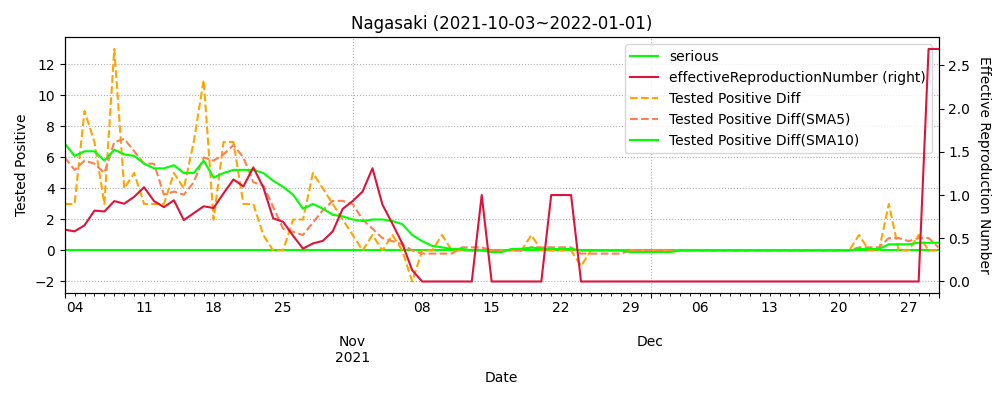 Nagasaki (2021-10-03~2022-01-01)
serious
effectiveReproductionNumber (right)
Tested Positive Diff
Tested Positive Diff(SMA5)
Tested Positive Diff(SMA10)
Tested Positive
12
10
8
6
4
2
0
−2
2.5
2.0
1.5
1.0
0.5
0.0
Effective Reproduction Number
04 11 18 25 08 15 22 29 06 13 20 27
Nov Dec
2021
Date